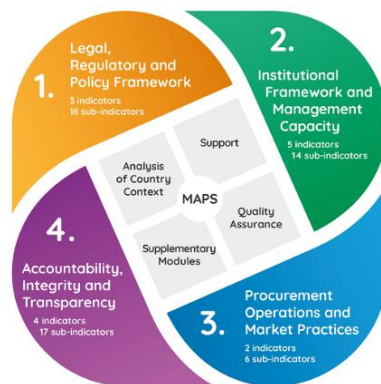 1.
Legal,
Regulatory and
Policy Framework
3 indicators
18 sub-indicators
2.
Institutional
Framework and
Management
Capacity
5 indicators
14 sub-indicators
Analysis
of Country
Context
Support
MAPS
Supplementary
Modules
Quality
Assurance
4.
Accountability,
Integrity and
Transparency
4 indicators
17 sub-indicators
3.
Procurement
Operations and
Market Practices
2 indicators
6 sub-indicators